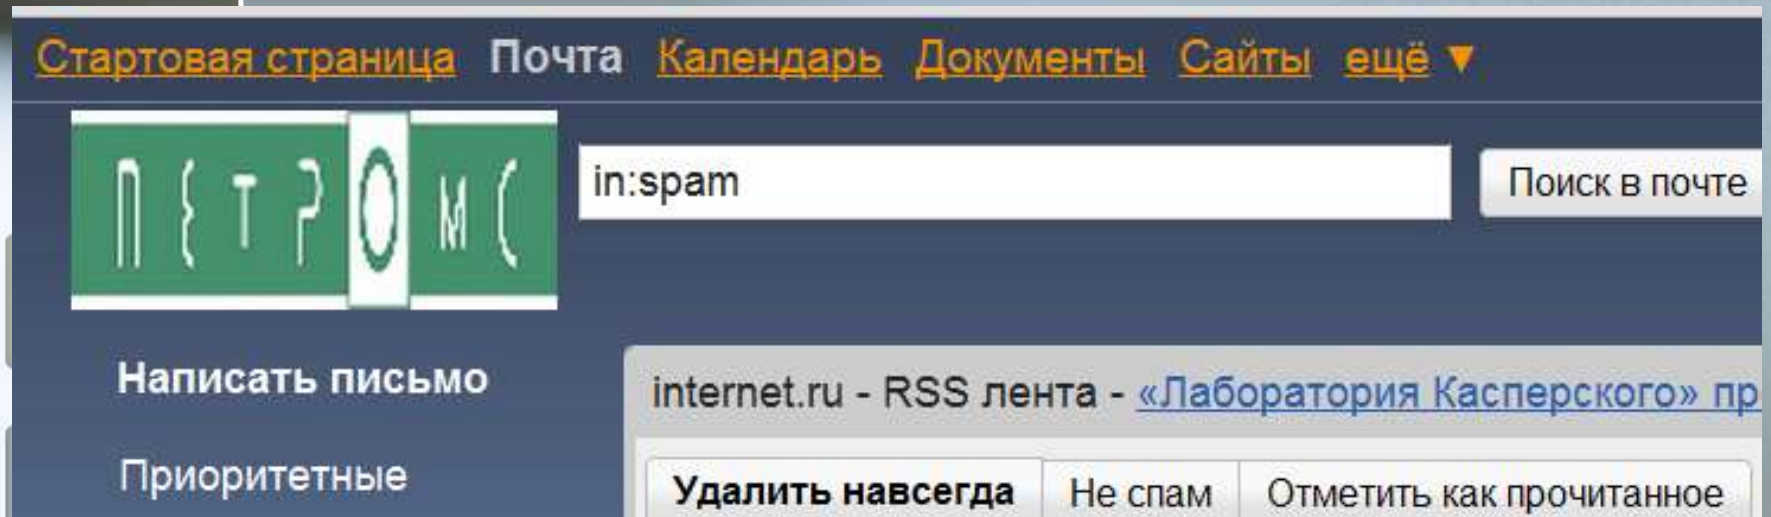 Стартовая страница Почта Календарь Документы Сайты ещё ▼
ПЕТРОМС
in:spam
Поиск в почте
Написать письмо
internet.ru - RSS лента - «Лаборатория Касперского» пр
Приоритетные
Удалить навсегда Не спам Отметить как прочитанное